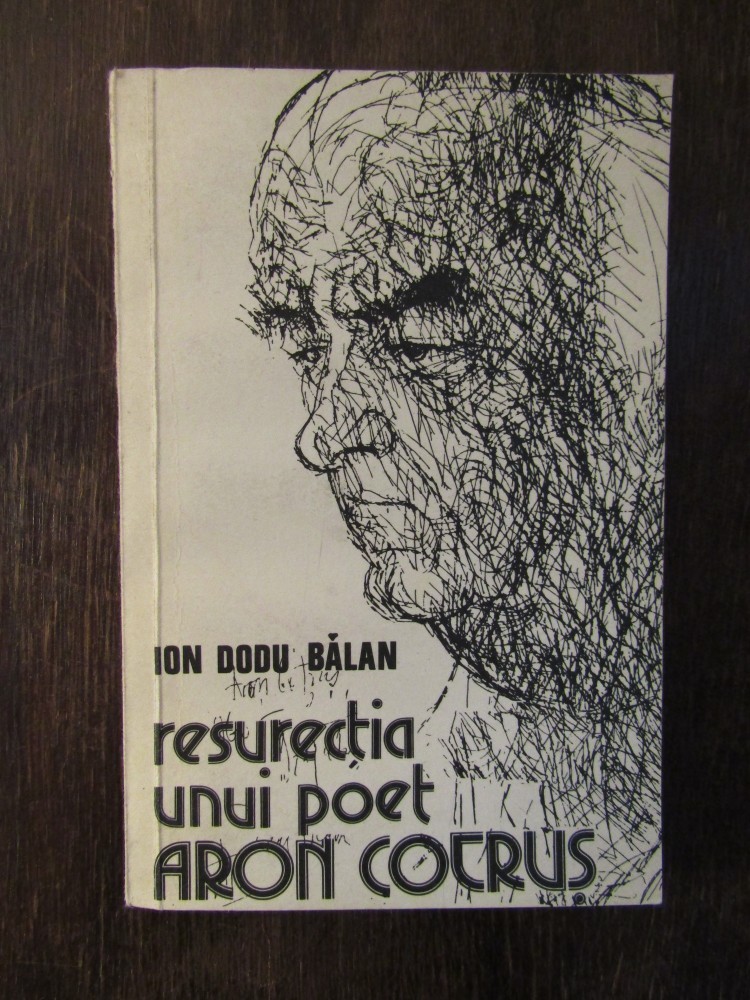 ION DODU BĂLAN
resurecția
unui poet
ARON COTRUȘ